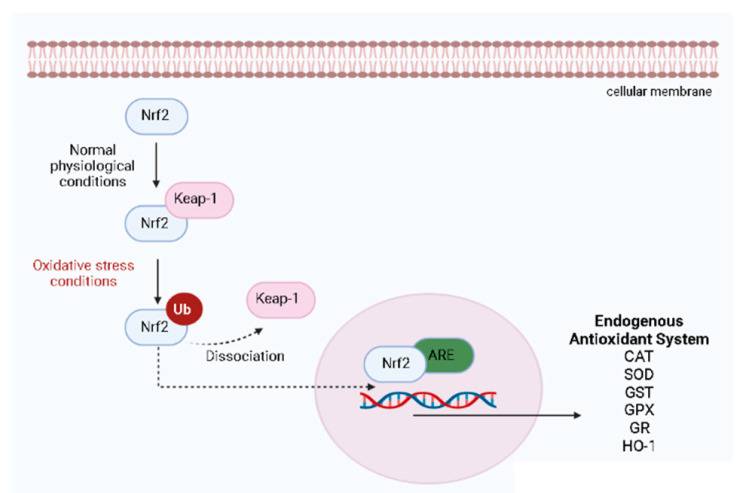 cellular membrane
Nrf2
Normal
physiological
conditions
Keap-1
Nrf2
Oxidative stress
conditions
Ub
Nrf2
Keap-1
Dissociation
Nrf2
ARE
Endogenous
Antioxidant System
CAT
SOD
GST
GPX
GR
HO-1